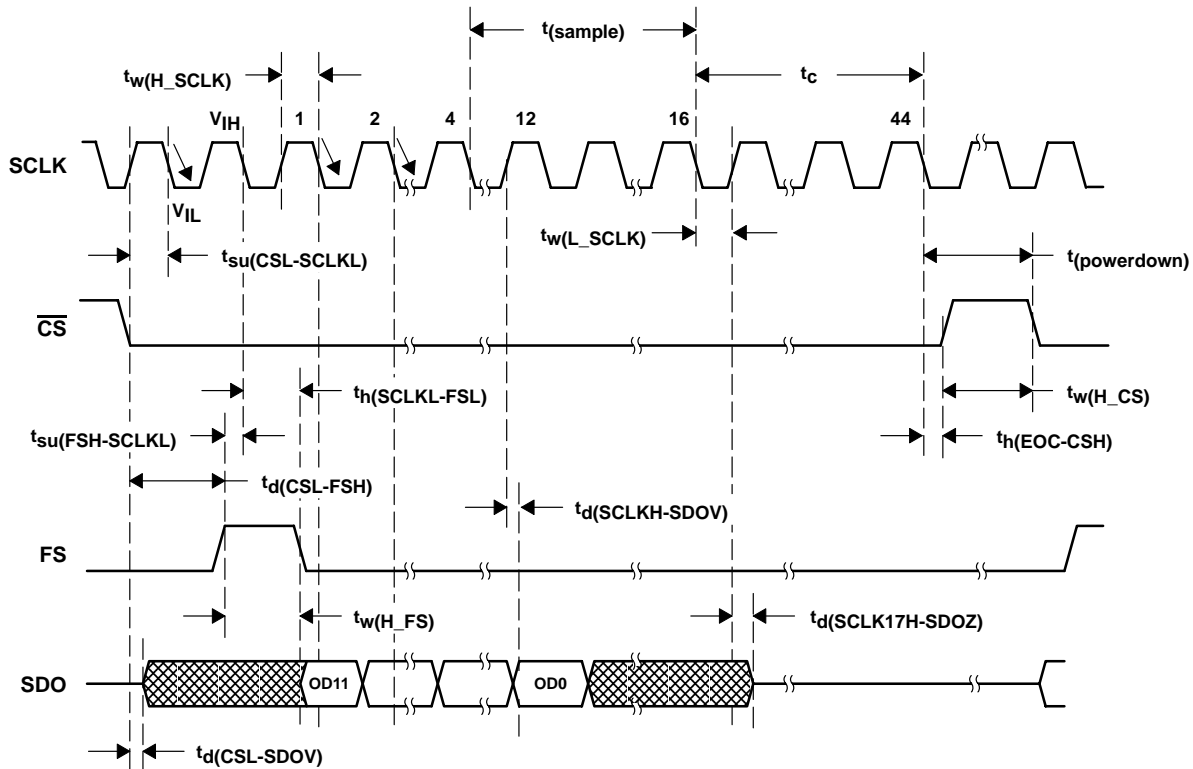 t(sample)
tw(H_SCLK)
tc
VIH
1
2
4
12
16
44
SCLK
VIL
tw(L_SCLK)
tsu(CSL-SCLKL)
t(powerdown)
CS
th(SCLKL-FSL)
tw(H_CS)
tsu(FSH-SCLKL)
th(EOC-CSH)
td(CSL-FSH)
td(SCLKH-SDOV)
FS
tw(H_FS)
td(SCLK17H-SDOZ)
SDO
OD11
OD0
td(CSL-SDOV)